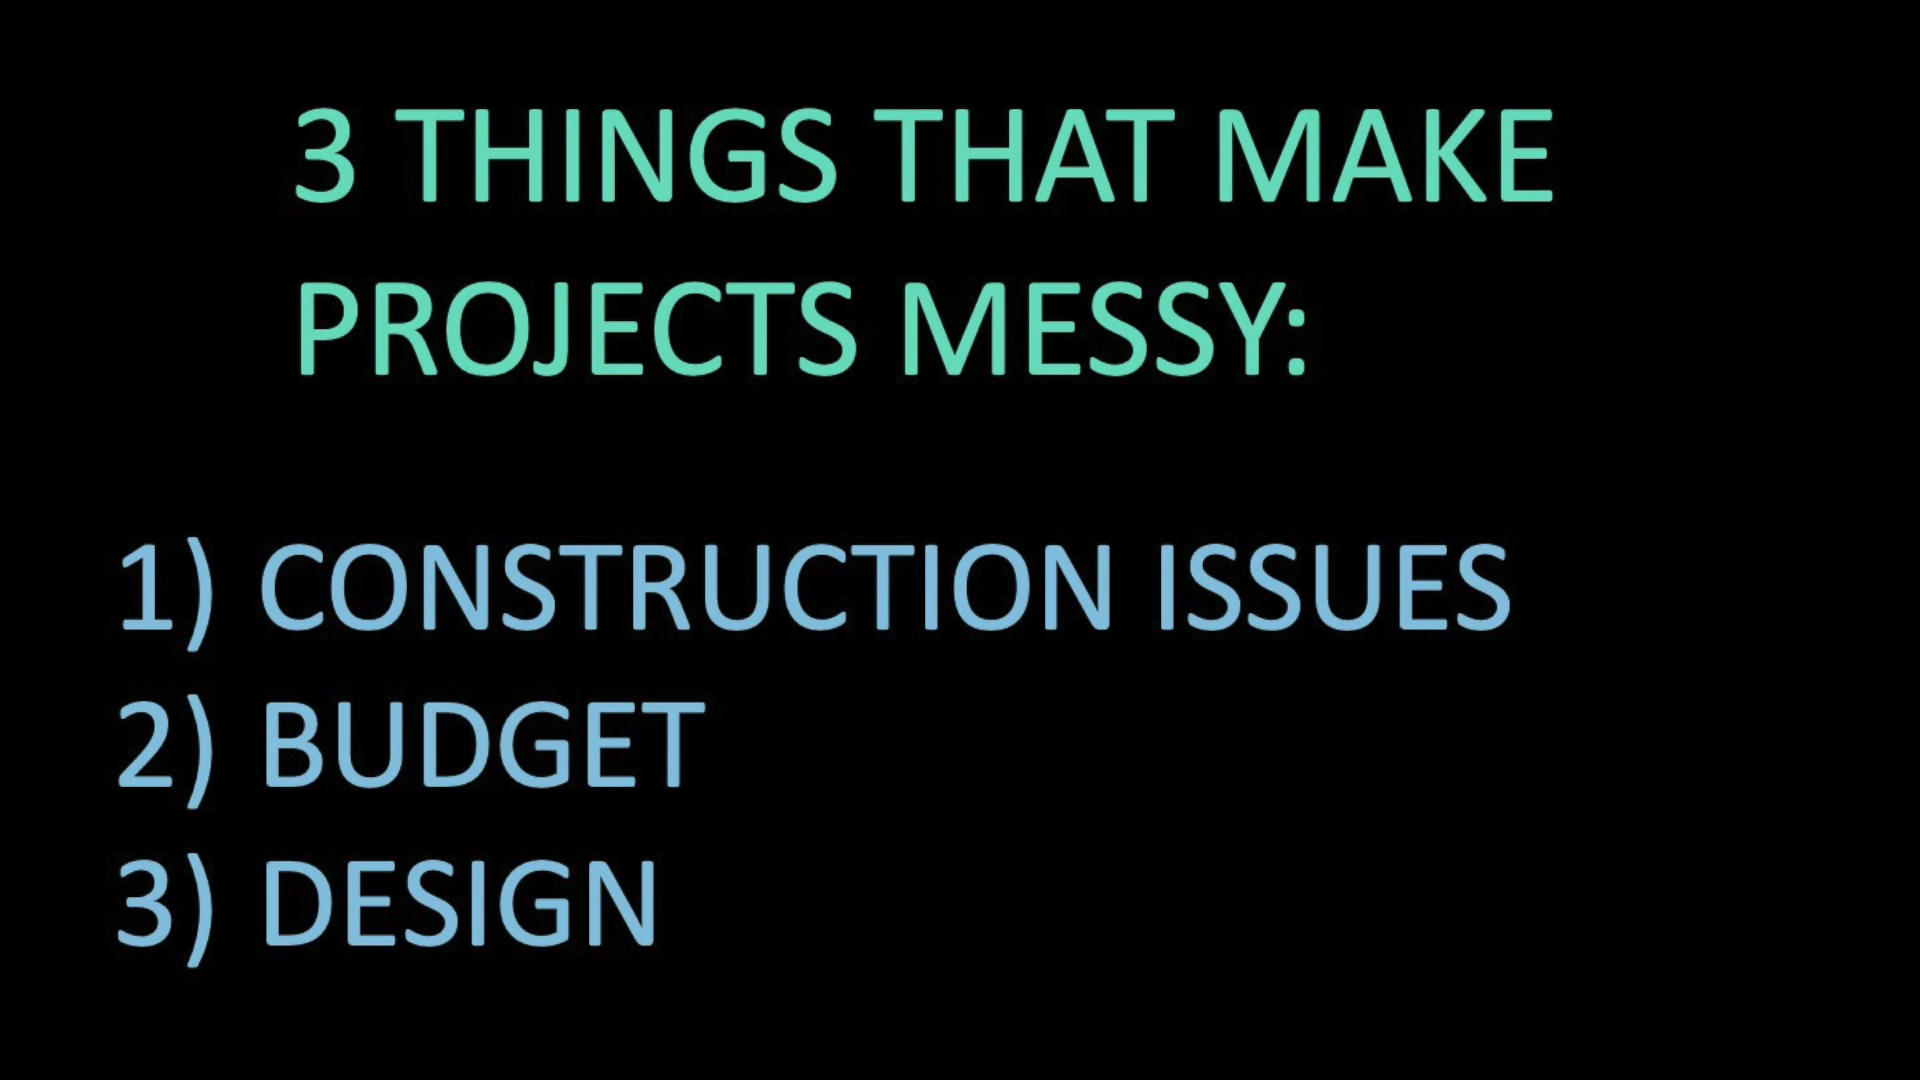 3 THINGS THAT MAKE
PROJECTS MESSY:
1) CONSTRUCTION ISSUES
2) BUDGET
3) DESIGN